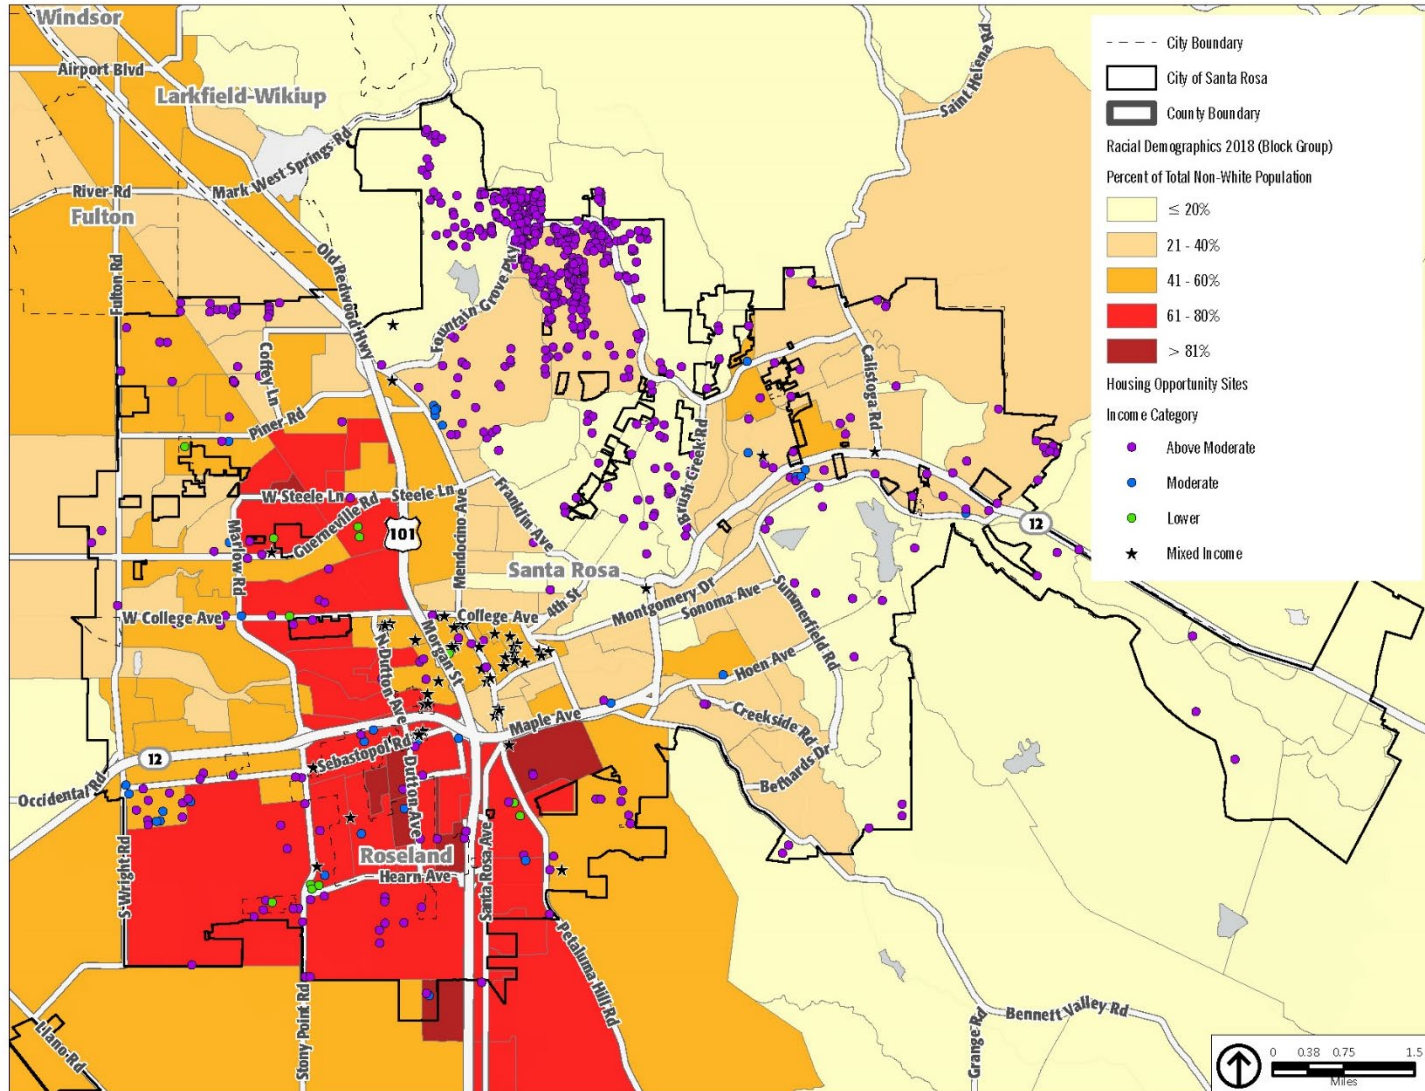 Windsor
Airport Blvd
Larkfield-Wikiup
Mark West Springs Rd
River Rd
Fulton
Fulton Rd
Old Redwood Hwy
Fountain Grove Pky
Saint Helena Rd
Coffey Ln
Piner Rd
Calistoga Rd
Brush Creek Rd
W Steele Ln
Steele Ln
Guerneville Rd
Franklin Ave
Mendocino Ave
Marlow Rd
101
12
Santa Rosa
W College Ave
College Ave
4th St
Montgomery Dr
Sonoma Ave
Summerfield Rd
N Dutton Ave
Morgan St
Hoen Ave
Maple Ave
Creekside Rd
Bethards Dr
Sebastopol Rd
12
Occidental Rd
Dutton Ave
Roseland
Hearn Ave
S Wright Rd
Santa Rosa Ave
Petaluma Hill Rd
Stony Point Rd
Llano Rd
Grange Rd
Bennett Valley Rd
City Boundary
City of Santa Rosa
County Boundary
Racial Demographics 2018 (Block Group)
Percent of Total Non-White Population
≤ 20%
21 - 40%
41 - 60%
61 - 80%
> 81%
Housing Opportunity Sites
Income Category
Above Moderate
Moderate
Lower
Mixed Income
0 0.38 0.75 1.5
Miles